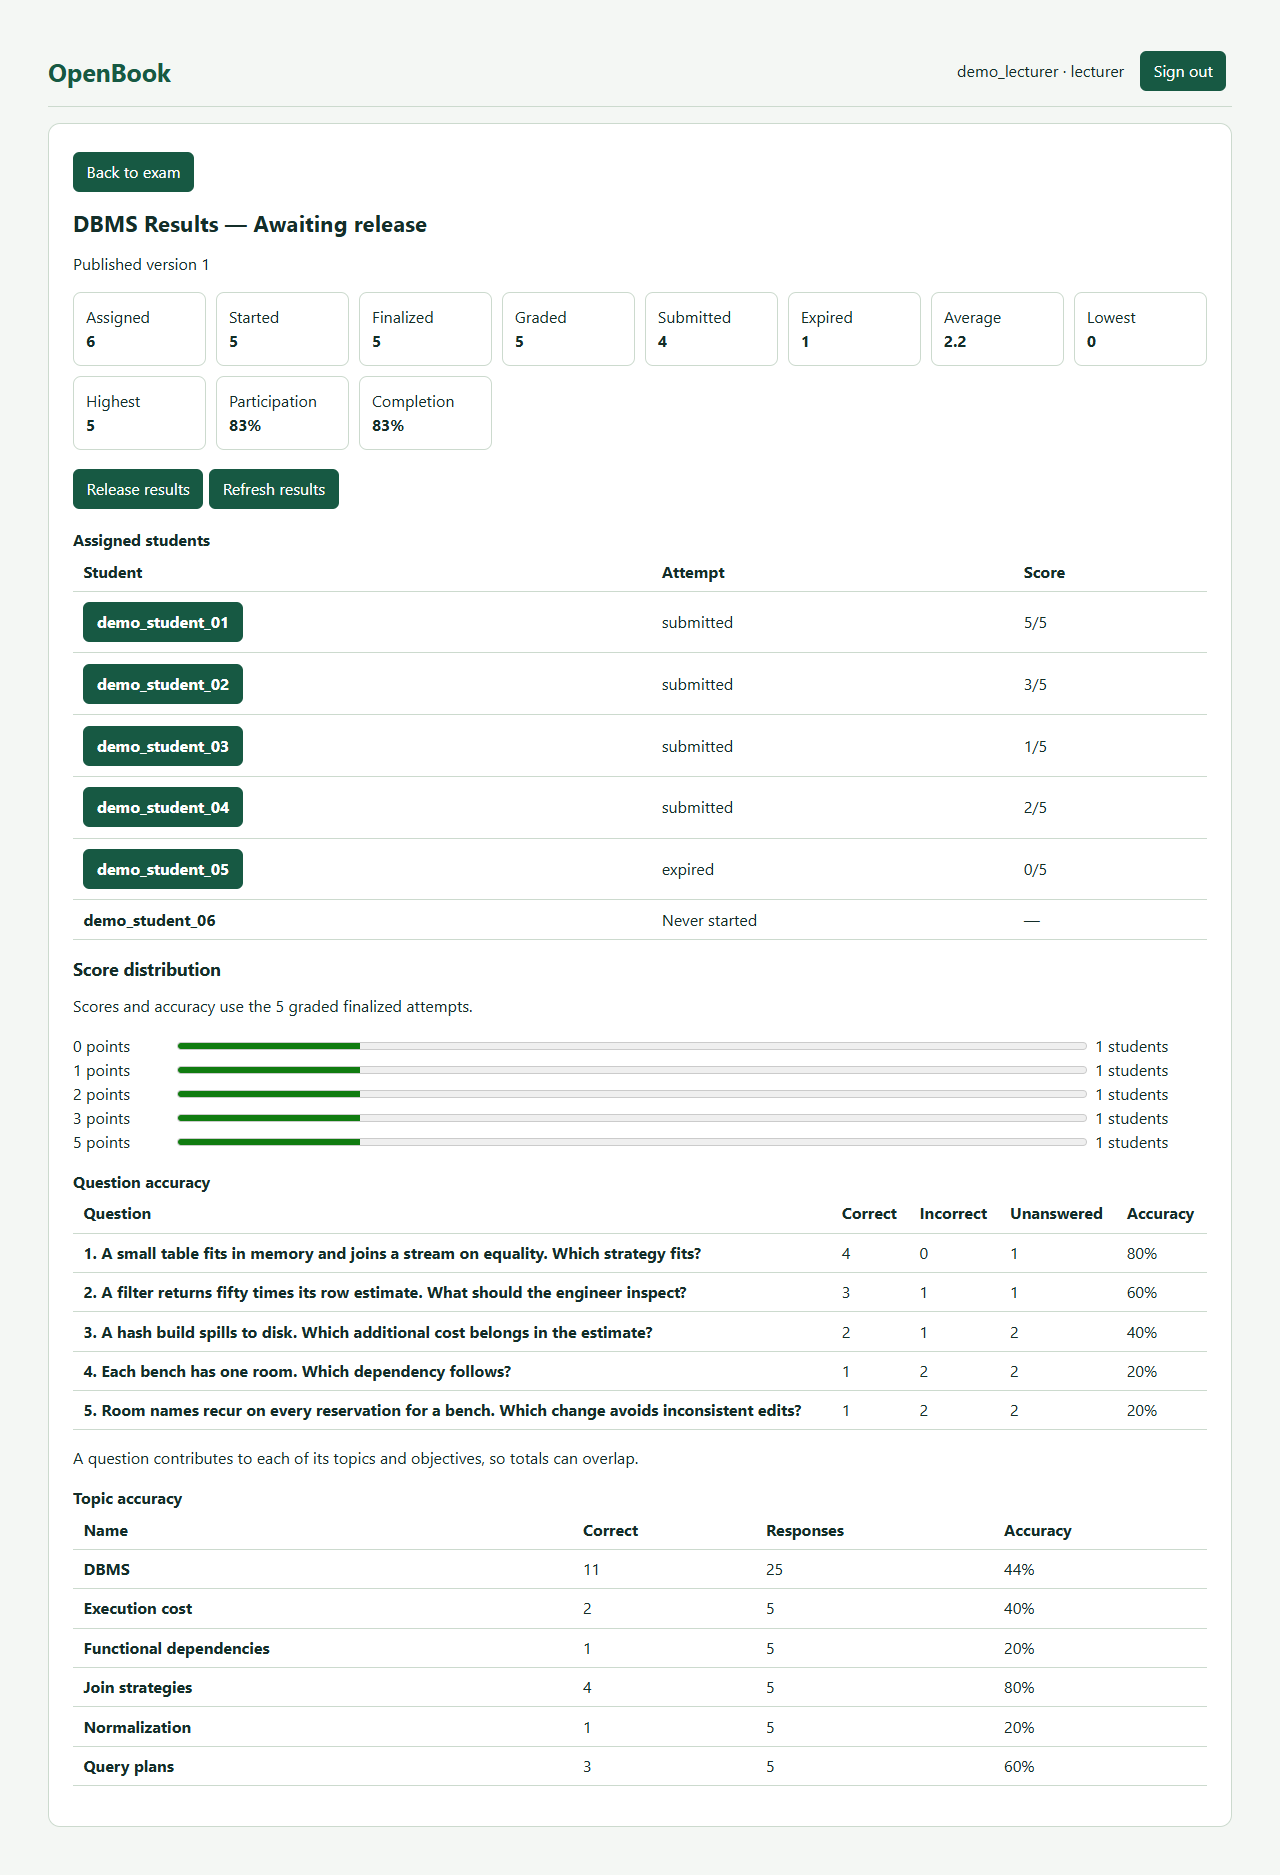 OpenBook
demo_lecturer · lecturer
Sign out
Back to exam
DBMS Results — Awaiting release
Published version 1
Assigned
6
Started
5
Finalized
5
Graded
5
Submitted
4
Expired
1
Average
2.2
Lowest
0
Highest
5
Participation
83%
Completion
83%
Release results
Refresh results
Assigned students
Student Attempt Score
demo_student_01 submitted 5/5
demo_student_02 submitted 3/5
demo_student_03 submitted 1/5
demo_student_04 submitted 2/5
demo_student_05 expired 0/5
demo_student_06 Never started —
Score distribution
Scores and accuracy use the 5 graded finalized attempts.
0 points 1 students
1 points 1 students
2 points 1 students
3 points 1 students
5 points 1 students
Question accuracy
Question Correct Incorrect Unanswered Accuracy
1. A small table fits in memory and joins a stream on equality. Which strategy fits? 4 0 1 80%
2. A filter returns fifty times its row estimate. What should the engineer inspect? 3 1 1 60%
3. A hash build spills to disk. Which additional cost belongs in the estimate? 2 1 2 40%
4. Each bench has one room. Which dependency follows? 1 2 2 20%
5. Room names recur on every reservation for a bench. Which change avoids inconsistent edits? 1 2 2 20%
A question contributes to each of its topics and objectives, so totals can overlap.
Topic accuracy
Name Correct Responses Accuracy
DBMS 11 25 44%
Execution cost 2 5 40%
Functional dependencies 1 5 20%
Join strategies 4 5 80%
Normalization 1 5 20%
Query plans 3 5 60%